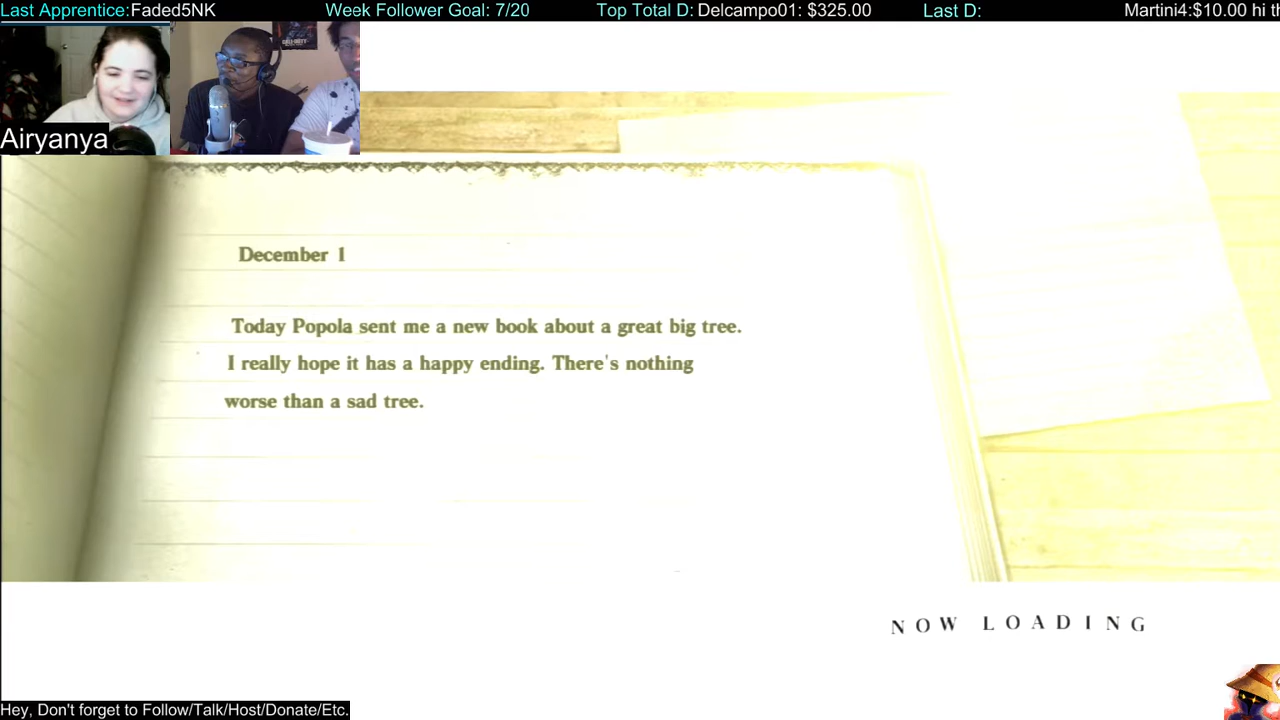 Last Apprentice:Faded5NK
Week Follower Goal: 7/20
Top Total D: Delcampo01: $325.00
Last D:
Martini4:$10.00 hi th
Airyanya
December 1
Today Popola sent me a new book about a great big tree.
I really hope it has a happy ending. There's nothing
worse than a sad tree.
NOW LOADING
Hey, Don't forget to Follow/Talk/Host/Donate/Etc.